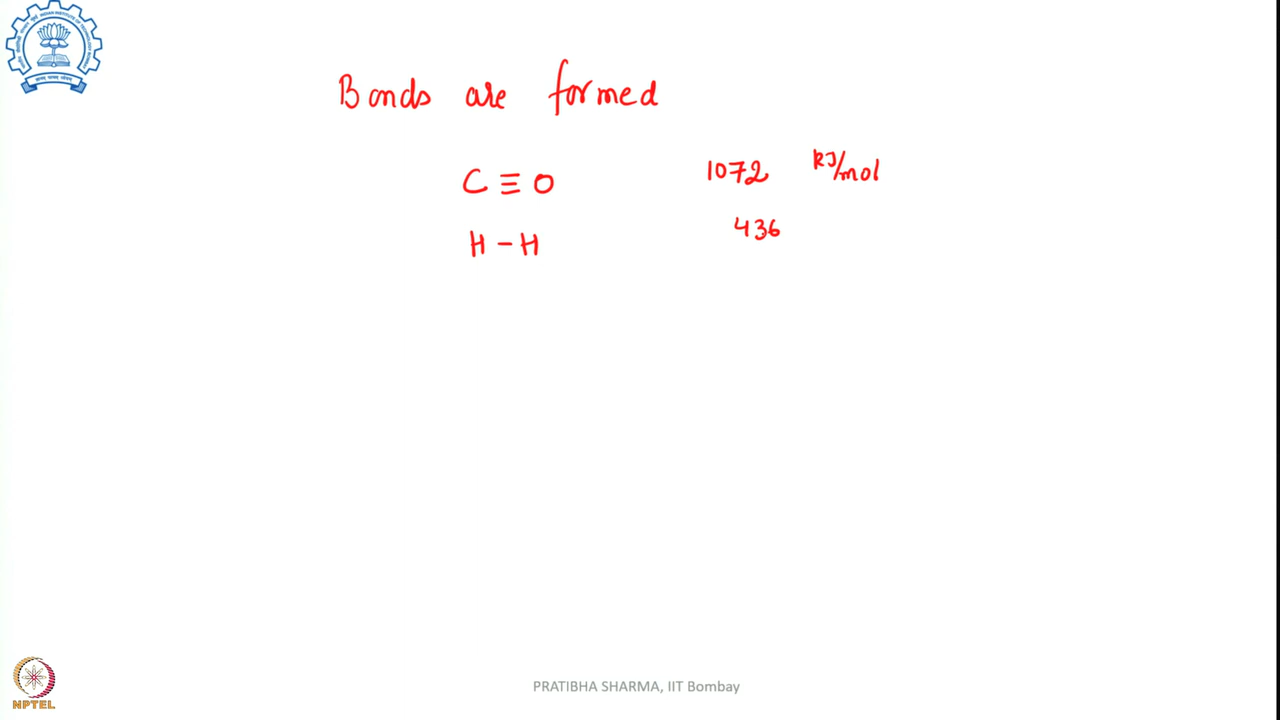 Bonds are formed
C ≡ O 1072 kJ/mol
H - H 436
NPTEL
PRATIBHA SHARMA, IIT Bombay